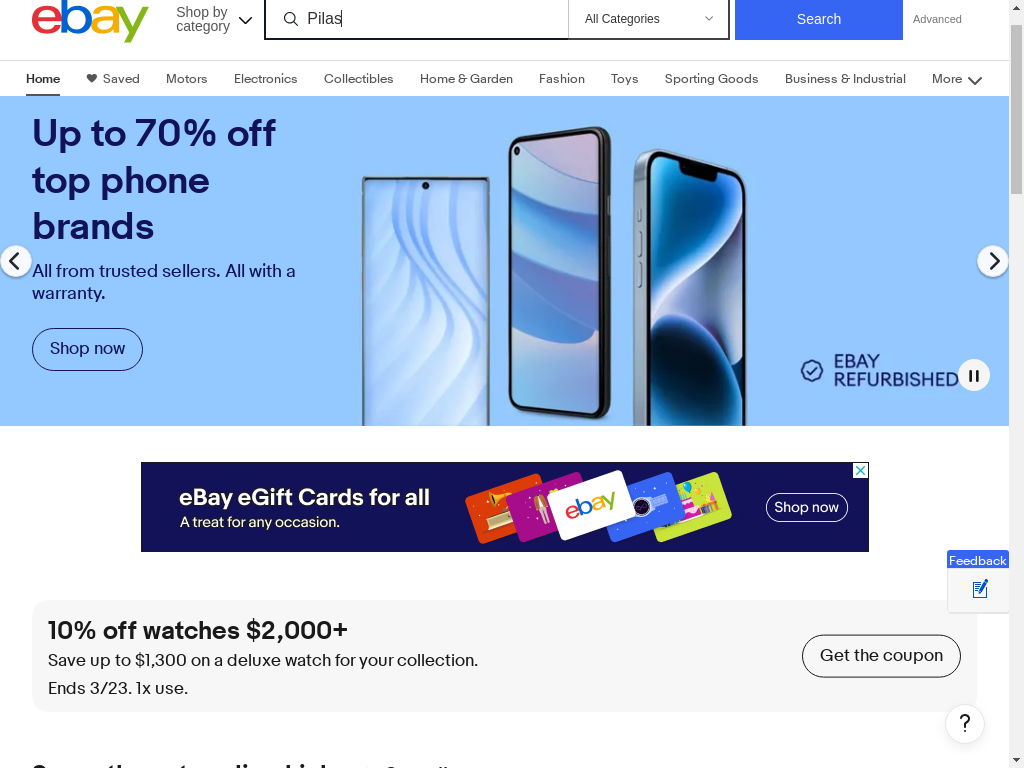 ebay
Shop by
category
Pilas
All Categories
Search
Advanced
Home
Saved
Motors
Electronics
Collectibles
Home & Garden
Fashion
Toys
Sporting Goods
Business & Industrial
More
Up to 70% off
top phone
brands
All from trusted sellers. All with a
warranty.
Shop now
EBAY
REFURBISHED
eBay eGift Cards for all
A treat for any occasion.
ebay
Shop now
Feedback
10% off watches $2,000+
Save up to $1,300 on a deluxe watch for your collection.
Ends 3/23. 1x use.
Get the coupon
?